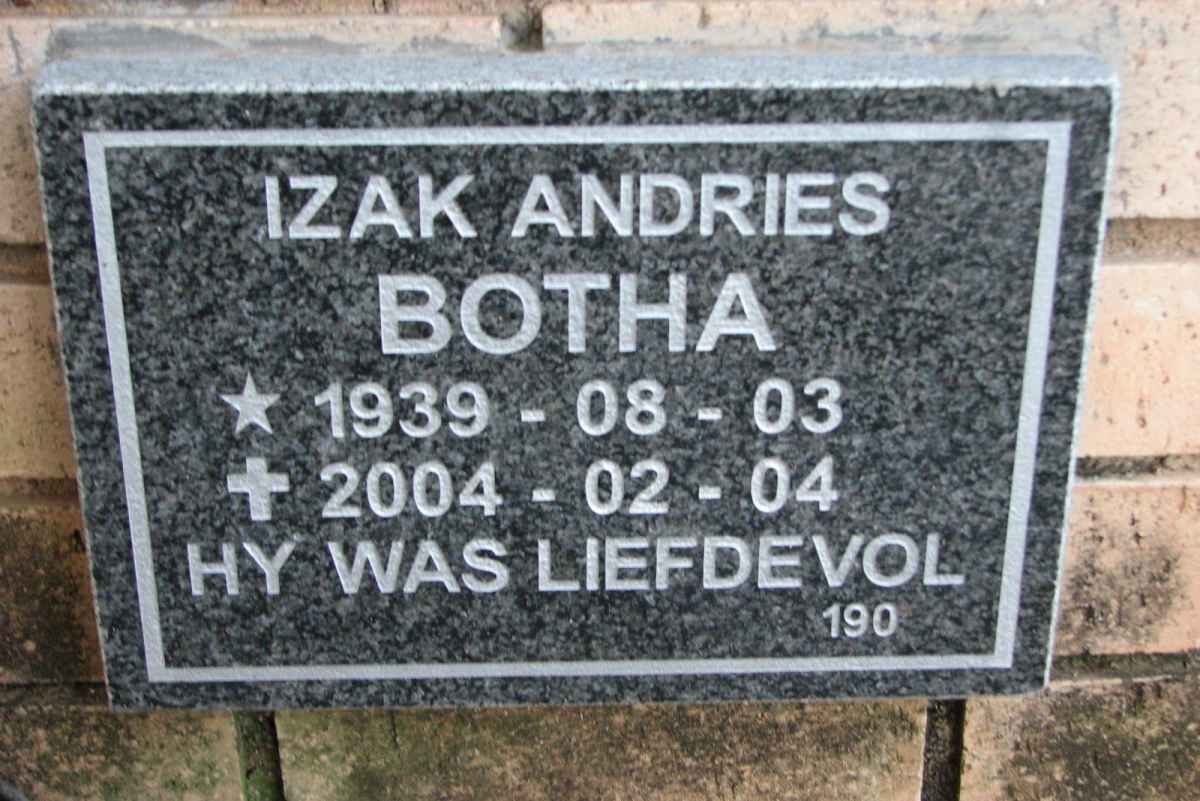 IZAK ANDRIES
BOTHA
★ 1939 - 08 - 03
✚ 2004 - 02 - 04
HY WAS LIEFDEVOL
190